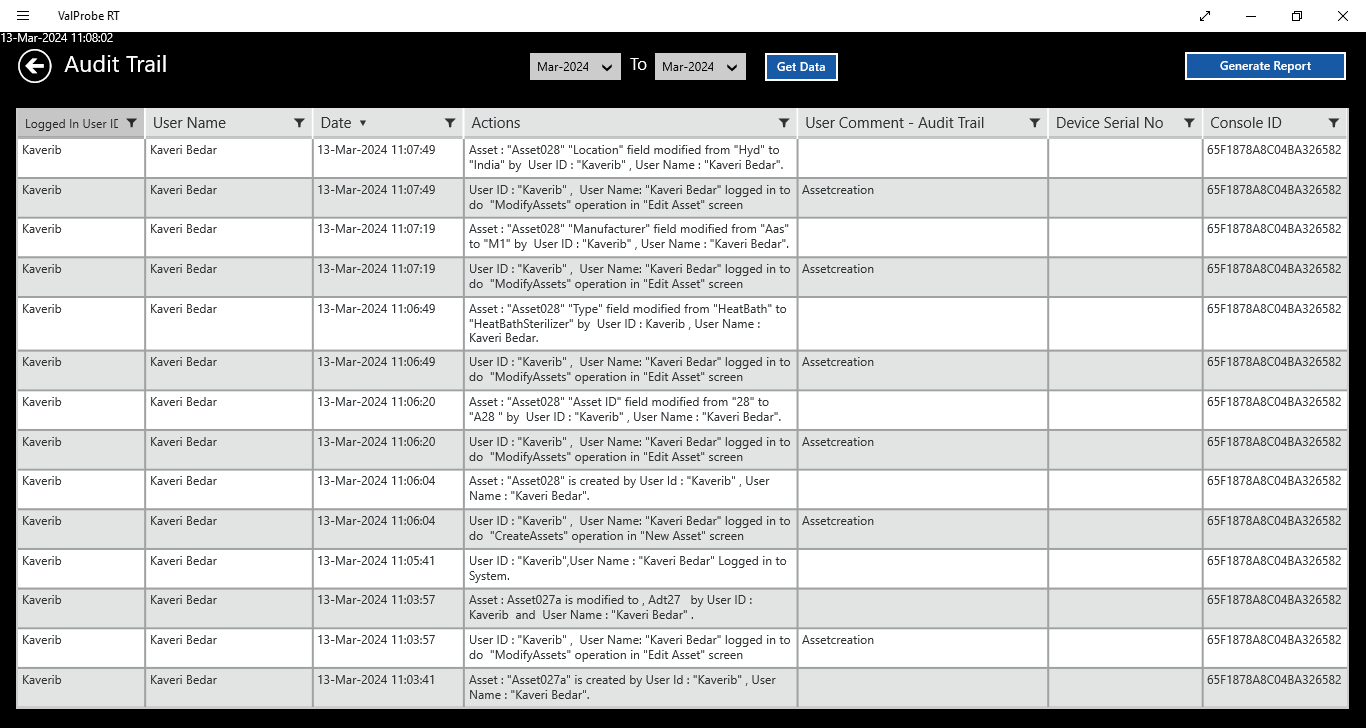 ValProbe RT
13-Mar-2024 11:08:02
Audit Trail
Mar-2024 To Mar-2024 Get Data Generate Report
Logged In User User Name Date Actions User Comment - Audit Trail Device Serial No Console ID
Kaverib Kaveri Bedar 13-Mar-2024 11:07:49 Asset : "Asset028" "Location" field modified from "Hyd" to 65F1878A8C04BA326582
"India" by User ID : "Kaverib" , User Name : "Kaveri Bedar".
Kaverib Kaveri Bedar 13-Mar-2024 11:07:49 User ID : "Kaverib" , User Name: "Kaveri Bedar" logged in to Assetcreation 65F1878A8C04BA326582
do "ModifyAssets" operation in "Edit Asset" screen
Kaverib Kaveri Bedar 13-Mar-2024 11:07:19 Asset : "Asset028" "Manufacturer" field modified from "Aas" 65F1878A8C04BA326582
to "M1" by User ID : "Kaverib" , User Name : "Kaveri Bedar".
Kaverib Kaveri Bedar 13-Mar-2024 11:07:19 User ID : "Kaverib" , User Name: "Kaveri Bedar" logged in to Assetcreation 65F1878A8C04BA326582
do "ModifyAssets" operation in "Edit Asset" screen
Kaverib Kaveri Bedar 13-Mar-2024 11:06:49 Asset : "Asset028" "Type" field modified from "HeatBath" to 65F1878A8C04BA326582
"HeatBathSterilizer" by User ID : Kaverib , User Name :
Kaveri Bedar.
Kaverib Kaveri Bedar 13-Mar-2024 11:06:49 User ID : "Kaverib" , User Name: "Kaveri Bedar" logged in to Assetcreation 65F1878A8C04BA326582
do "ModifyAssets" operation in "Edit Asset" screen
Kaverib Kaveri Bedar 13-Mar-2024 11:06:20 Asset : "Asset028" "Asset ID" field modified from "28" to 65F1878A8C04BA326582
"A28 " by User ID : "Kaverib" , User Name : "Kaveri Bedar".
Kaverib Kaveri Bedar 13-Mar-2024 11:06:20 User ID : "Kaverib" , User Name: "Kaveri Bedar" logged in to Assetcreation 65F1878A8C04BA326582
do "ModifyAssets" operation in "Edit Asset" screen
Kaverib Kaveri Bedar 13-Mar-2024 11:06:04 Asset : "Asset028" is created by User Id : "Kaverib" , User 65F1878A8C04BA326582
Name : "Kaveri Bedar".
Kaverib Kaveri Bedar 13-Mar-2024 11:06:04 User ID : "Kaverib" , User Name: "Kaveri Bedar" logged in to Assetcreation 65F1878A8C04BA326582
do "CreateAssets" operation in "New Asset" screen
Kaverib Kaveri Bedar 13-Mar-2024 11:05:41 User ID : "Kaverib",User Name : "Kaveri Bedar" Logged in to 65F1878A8C04BA326582
System.
Kaverib Kaveri Bedar 13-Mar-2024 11:03:57 Asset : Asset027a is modified to , Adt27 by User ID : 65F1878A8C04BA326582
Kaverib and User Name : "Kaveri Bedar" .
Kaverib Kaveri Bedar 13-Mar-2024 11:03:57 User ID : "Kaverib" , User Name: "Kaveri Bedar" logged in to Assetcreation 65F1878A8C04BA326582
do "ModifyAssets" operation in "Edit Asset" screen
Kaverib Kaveri Bedar 13-Mar-2024 11:03:41 Asset : "Asset027a" is created by User Id : "Kaverib" , User 65F1878A8C04BA326582
Name : "Kaveri Bedar".